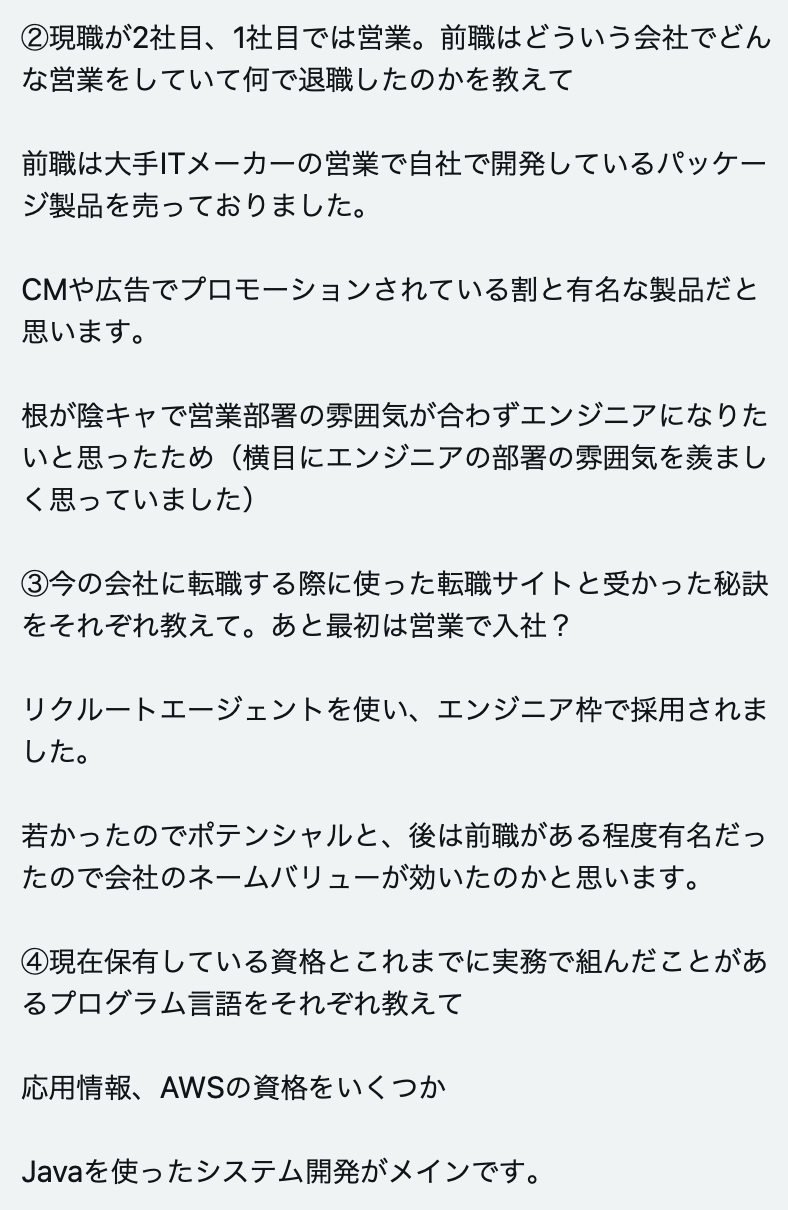 ②現職が2社目、1社目では営業。前職はどういう会社でどん
な営業をしていて何で退職したのかを教えて
前職は大手ITメーカーの営業で自社で開発しているパッケー
ジ製品を売っておりました。
CMや広告でプロモーションされている割と有名な製品だと
思います。
根が陰キャで営業部署の雰囲気が合わずエンジニアになりた
いと思ったため（横目にエンジニアの部署の雰囲気を羨まし
く思っていました）
③今の会社に転職する際に使った転職サイトと受かった秘訣
をそれぞれ教えて。あと最初は営業で入社？
リクルートエージェントを使い、エンジニア枠で採用されま
した。
若かったのでポテンシャルと、後は前職がある程度有名だっ
たので会社のネームバリューが効いたのかと思います。
④現在保有している資格とこれまでに実務で組んだことがあ
るプログラム言語をそれぞれ教えて
応用情報、AWSの資格をいくつか
Javaを使ったシステム開発がメインです。